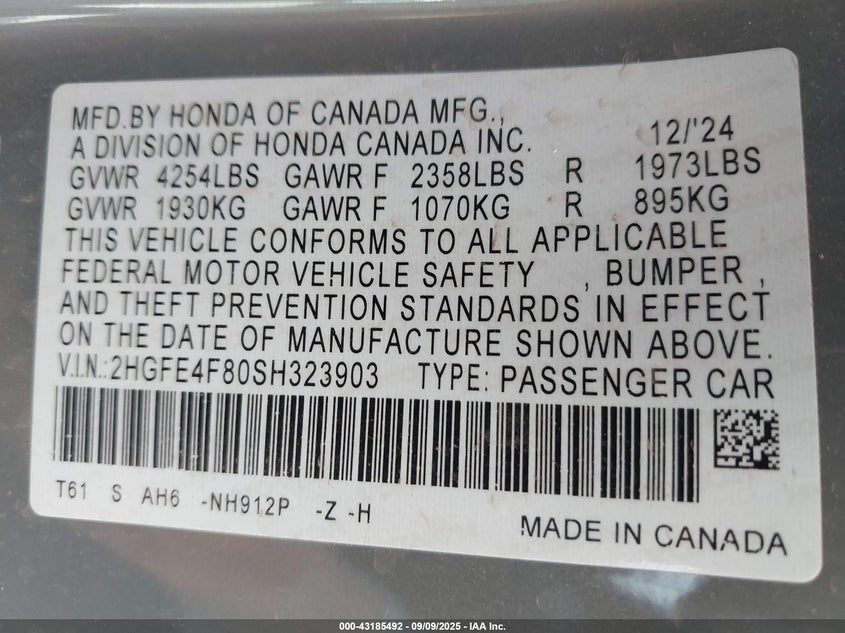 MFD.BY HONDA OF CANADA MFG.,
A DIVISION OF HONDA CANADA INC. 12/'24
GVWR 4254LBS GAWR F 2358LBS R 1973LBS
GVWR 1930KG GAWR F 1070KG R 895KG
THIS VEHICLE CONFORMS TO ALL APPLICABLE
FEDERAL MOTOR VEHICLE SAFETY , BUMPER ,
AND THEFT PREVENTION STANDARDS IN EFFECT
ON THE DATE OF MANUFACTURE SHOWN ABOVE.
V.I.N.:2HGFE4F80SH323903 TYPE: PASSENGER CAR
T61 S AH6 -NH912P -Z -H
MADE IN CANADA
000-43185492 - 09/09/2025 - IAA Inc.